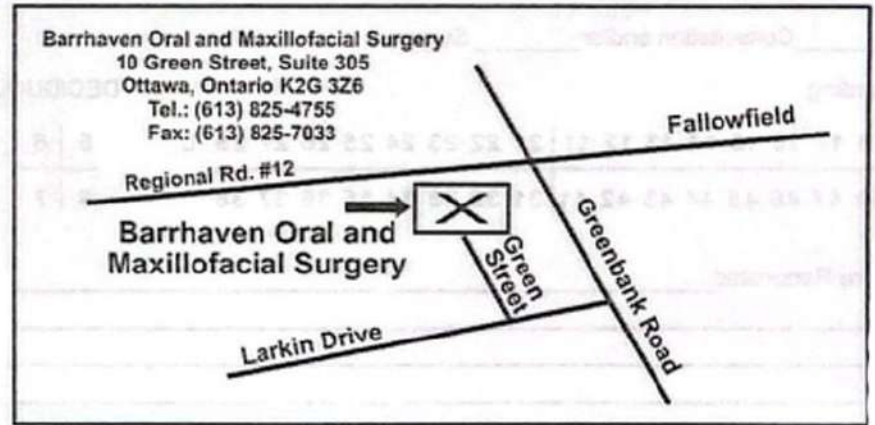 Barrhaven Oral and Maxillofacial Surgery
10 Green Street, Suite 305
Ottawa, Ontario K2G 3Z6
Tel.: (613) 825-4755
Fax: (613) 825-7033
Fallowfield
Regional Rd. #12
Barrhaven Oral and
Maxillofacial Surgery
Green
Street
Greenbank Road
Larkin Drive